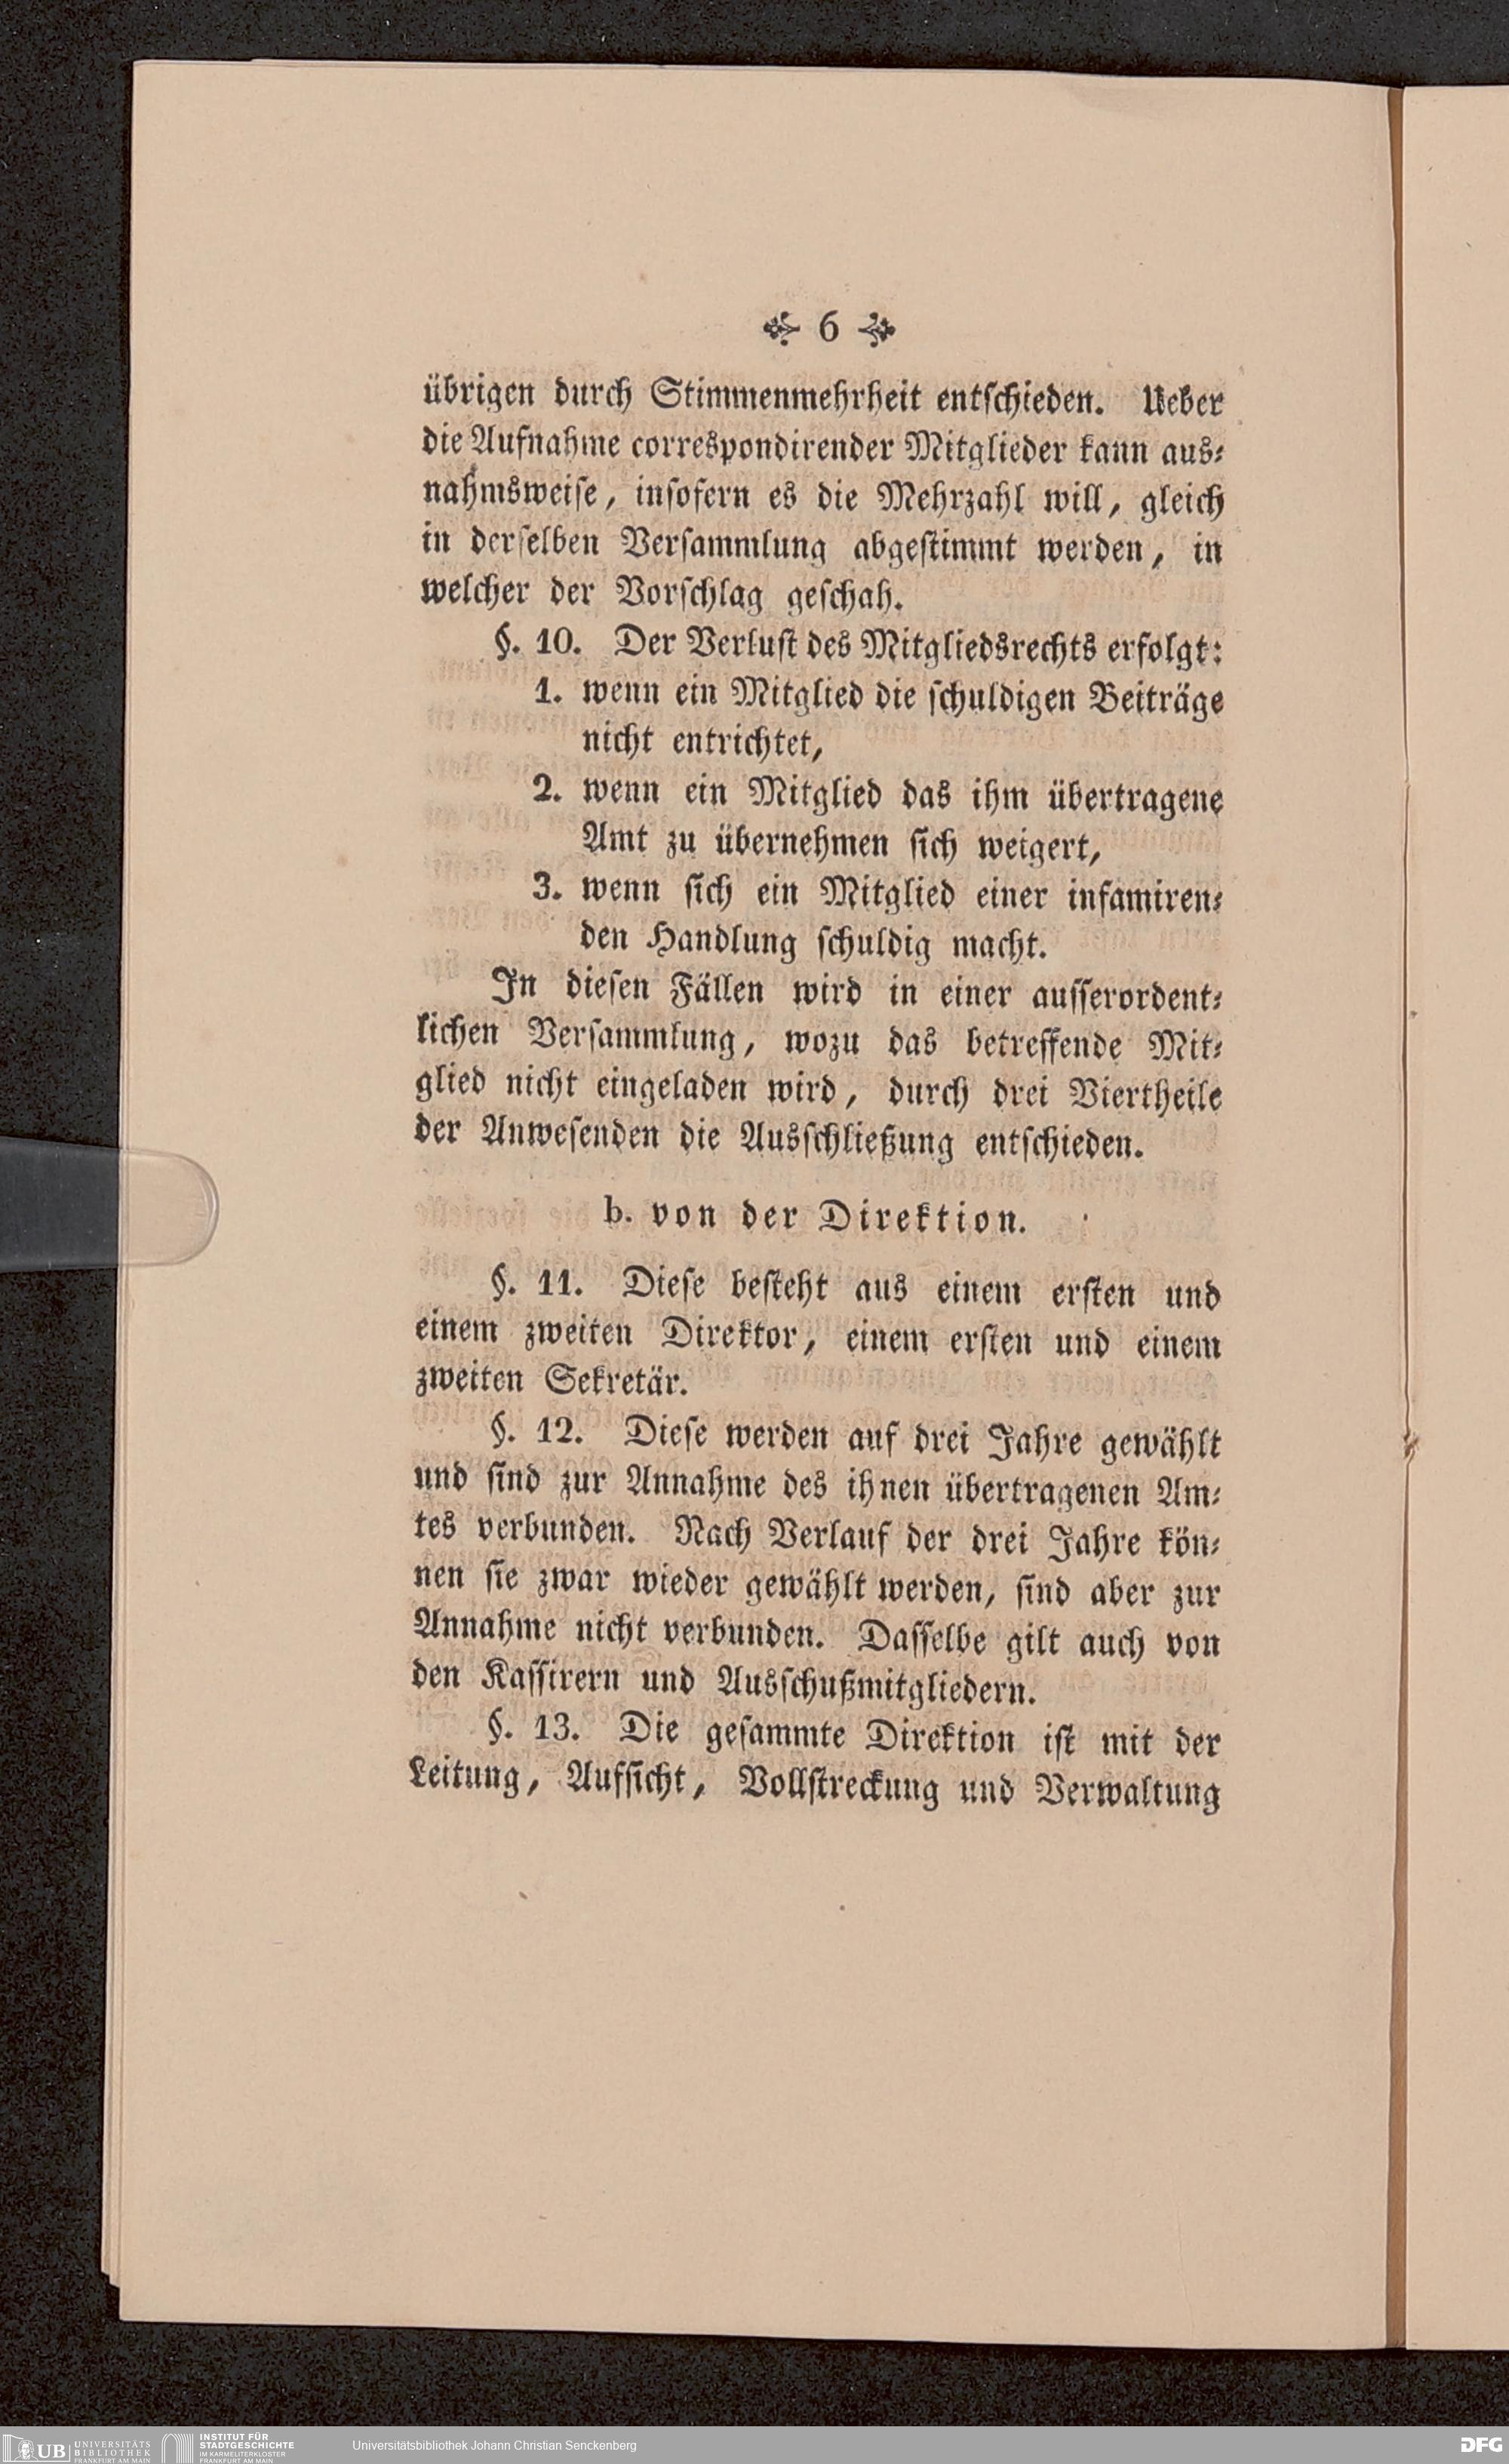 6
übrigen durch Stimmenmehrheit entschieden. Ueber
die Aufnahme correspondirender Mitglieder kann aus-
nahmsweise, insofern es die Mehrzahl will, gleich
in derselben Versammlung abgestimmt werden, in
welcher der Vorschlag geschah.
§. 10. Der Verlust des Mitgliedsrechts erfolgt:
1. wenn ein Mitglied die schuldigen Beiträge
nicht entrichtet,
2. wenn ein Mitglied das ihm übertragene
Amt zu übernehmen sich weigert,
3. wenn sich ein Mitglied einer infamiren-
den Handlung schuldig macht.
In diesen Fällen wird in einer ausserordent-
lichen Versammlung, wozu das betreffende Mit-
glied nicht eingeladen wird, durch drei Viertheile
der Anwesenden die Ausschließung entschieden.
b. von der Direktion.
§. 11. Diese besteht aus einem ersten und
einem zweiten Direktor, einem ersten und einem
zweiten Sekretär.
§. 12. Diese werden auf drei Jahre gewählt
und sind zur Annahme des ihnen übertragenen Am-
tes verbunden. Nach Verlauf der drei Jahre kön-
nen sie zwar wieder gewählt werden, sind aber zur
Annahme nicht verbunden. Dasselbe gilt auch von
den Kassirern und Ausschußmitgliedern.
§. 13. Die gesammte Direktion ist mit der
Leitung, Aufsicht, Vollstreckung und Verwaltung
UB UNIVERSITÄTS
BIBLIOTHEK
FRANKFURT AM MAIN
INSTITUT FÜR
STADTGESCHICHTE
IM KARMELITERKLOSTER
FRANKFURT AM MAIN
Universitätsbibliothek Johann Christian Senckenberg
DFG